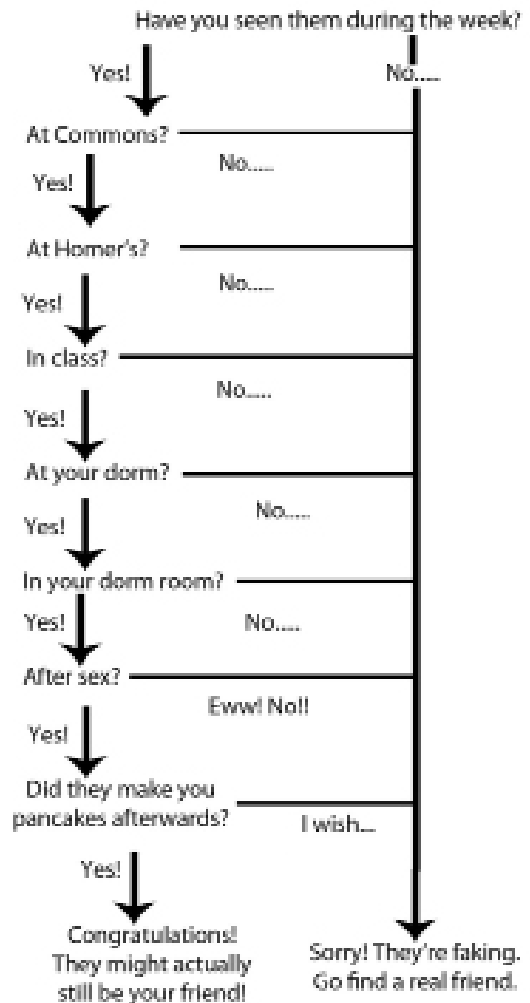 Have you seen them during the week?
Yes!
No.....
At Commons?
No.....
Yes!
At Homer's?
No.....
Yes!
In class?
No.....
Yes!
At your dorm?
No.....
Yes!
In your dorm room?
Yes!
No.....
After sex?
Eww! No!!
Yes!
Did they make you
pancakes afterwards?
I wish...
Yes!
Congratulations!
They might actually
still be your friend!
Sorry! They're faking.
Go find a real friend.